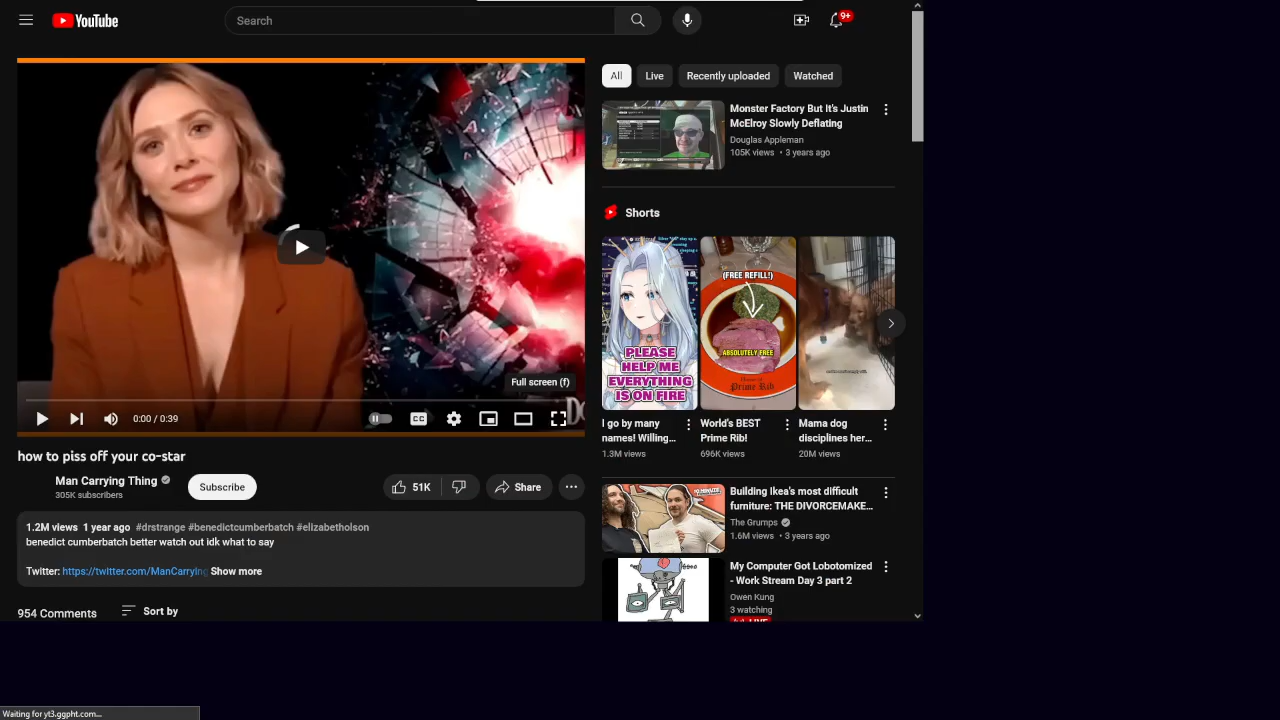 YouTube
Search
9+
All
Live
Recently uploaded
Watched
Monster Factory But It's Justin
McElroy Slowly Deflating
Douglas Appleman
105K views • 3 years ago
Shorts
PLEASE
HELP ME
EVERYTHING
IS ON FIRE
(FREE REFILL!)
ABSOLUTELY FREE
Prime Rib
I go by many
names! Willing...
1.3M views
World's BEST
Prime Rib!
696K views
Mama dog
disciplines her...
20M views
Full screen (f)
0:00 / 0:39
CC
how to piss off your co-star
Man Carrying Thing
305K subscribers
Subscribe
51K
Share
1.2M views 1 year ago #drstrange #benedictcumberbatch #elizabetholson
benedict cumberbatch better watch out idk what to say
Twitter: https://twitter.com/ManCarrying Show more
954 Comments
Sort by
Building Ikea's most difficult
furniture: THE DIVORCEMAKE...
The Grumps
1.6M views • 3 years ago
My Computer Got Lobotomized
- Work Stream Day 3 part 2
Owen Kung
3 watching
LIVE
Waiting for yt3.ggpht.com...